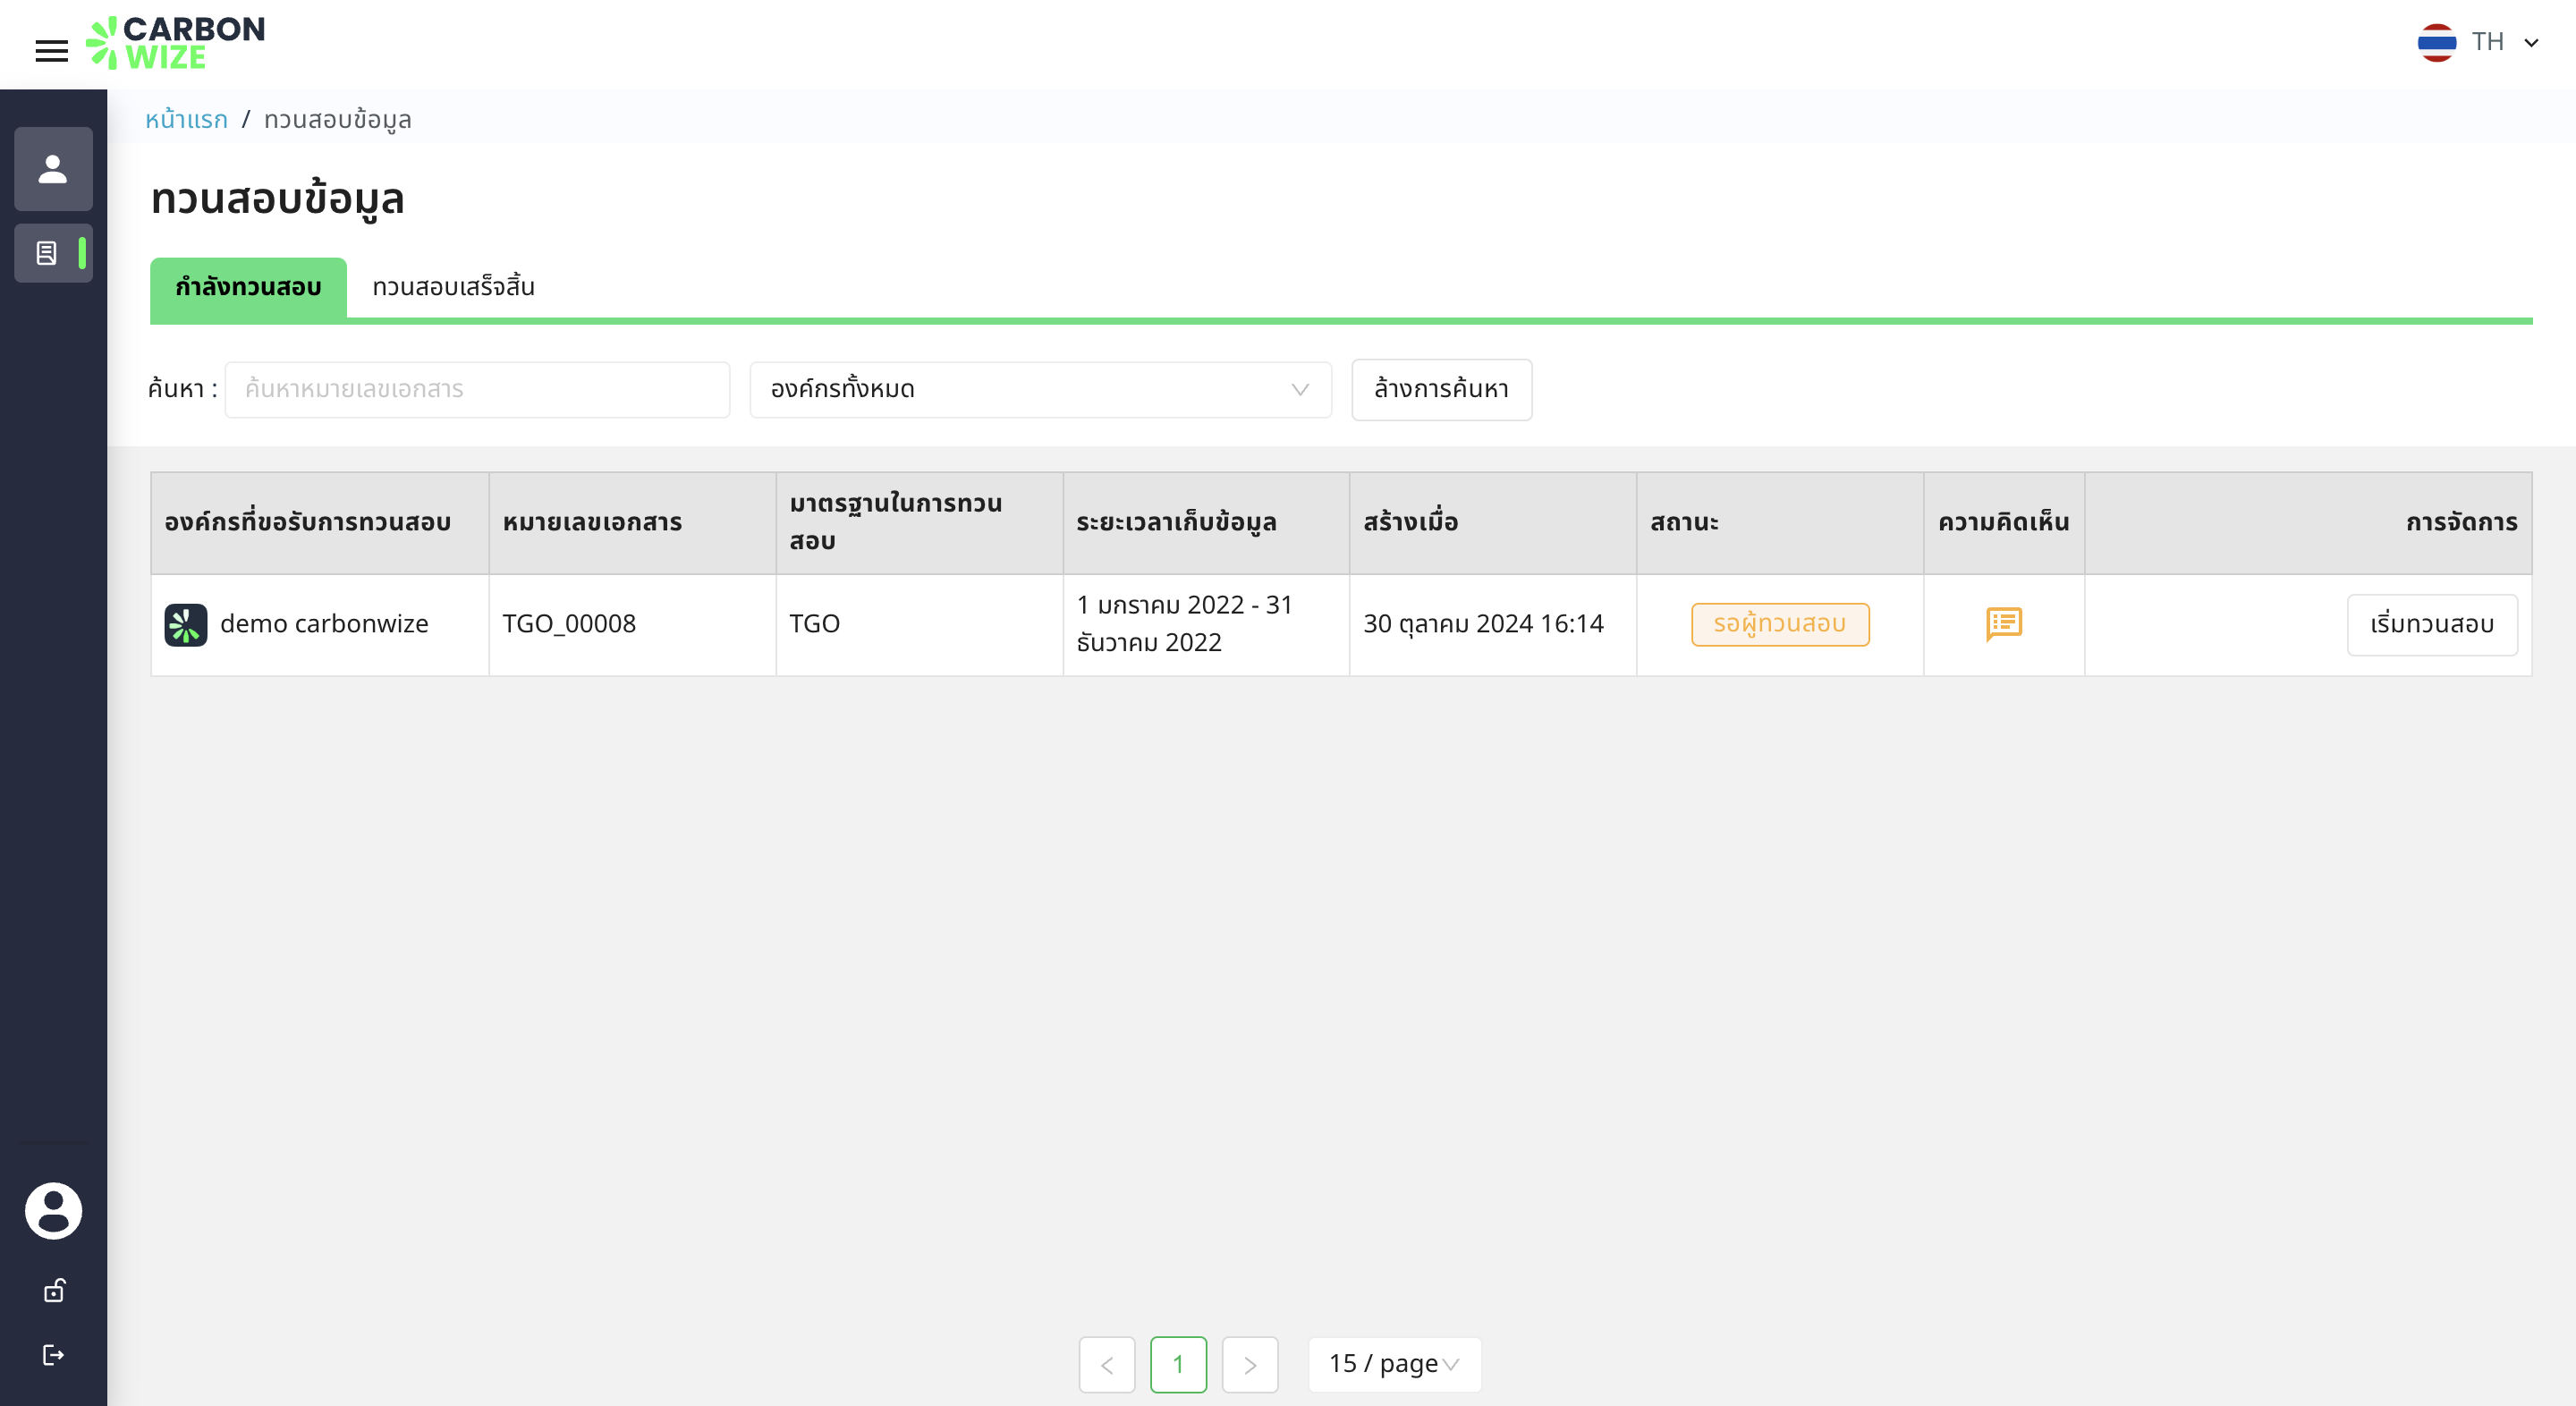 CARBON
WIZE
TH
หน้าแรก / ทวนสอบข้อมูล
ทวนสอบข้อมูล
กำลังทวนสอบ ทวนสอบเสร็จสิ้น
ค้นหา : ค้นหาหมายเลขเอกสาร องค์กรทั้งหมด ล้างการค้นหา
องค์กรที่ขอรับการทวนสอบ หมายเลขเอกสาร มาตรฐานในการทวน
สอบ ระยะเวลาเก็บข้อมูล สร้างเมื่อ สถานะ ความคิดเห็น การจัดการ
demo carbonwize TGO_00008 TGO 1 มกราคม 2022 - 31
ธันวาคม 2022 30 ตุลาคม 2024 16:14 รอผู้ทวนสอบ เริ่มทวนสอบ
1 15 / page